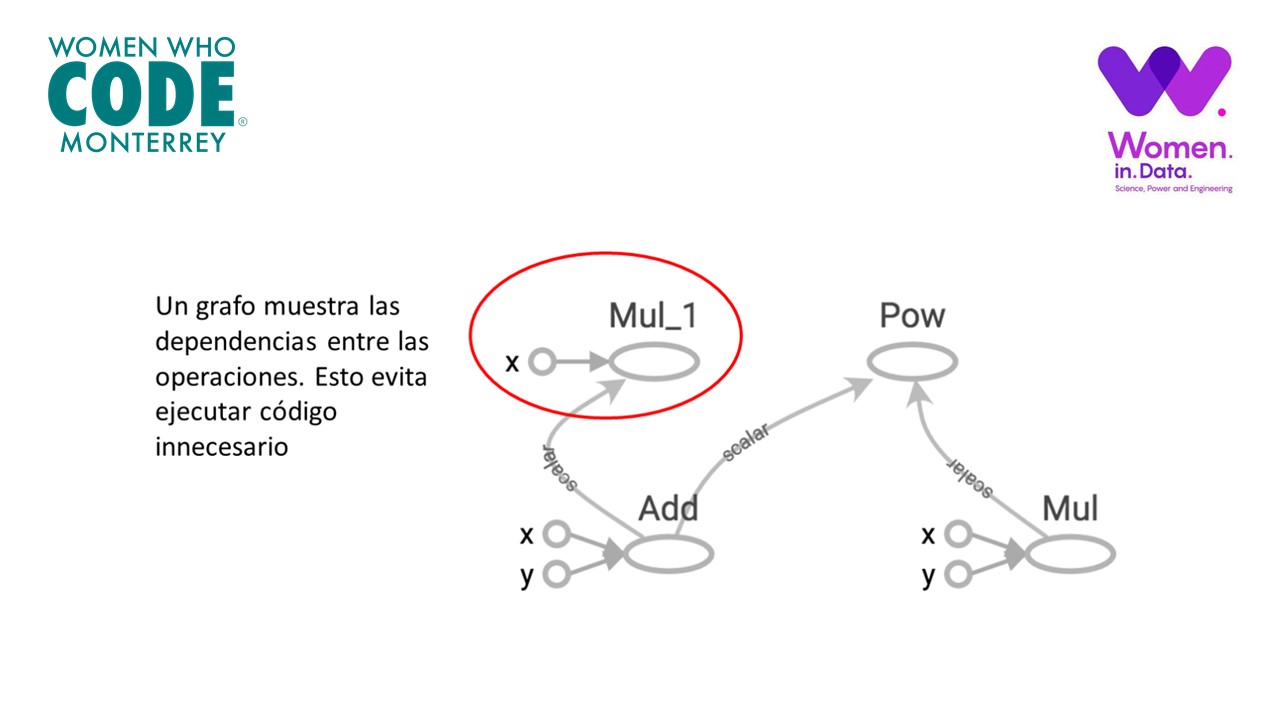 WOMEN WHO
CODE®
MONTERREY
Women.
in.Data.
Science, Power and Engineering
Un grafo muestra las
dependencias entre las
operaciones. Esto evita
ejecutar código
innecesario
Mul_1
x
Pow
scalar
scalar
scalar
Add
x
y
Mul
x
y